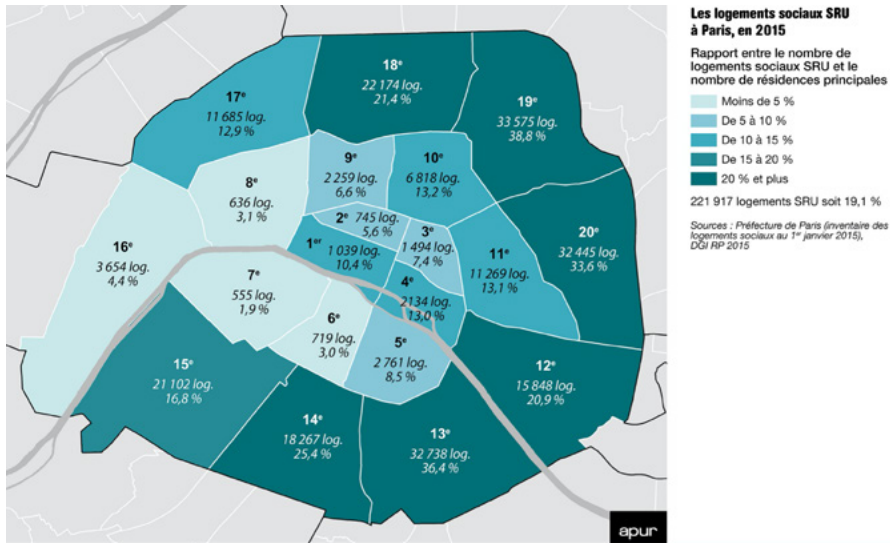 Les logements sociaux SRU
à Paris, en 2015
Rapport entre le nombre de
logements sociaux SRU et le
nombre de résidences principales
Moins de 5 %
De 5 à 10 %
De 10 à 15 %
De 15 à 20 %
20 % et plus
221 917 logements SRU soit 19,1 %
Sources : Préfecture de Paris (inventaire des
logements sociaux au 1er janvier 2015),
DGI RP 2015
18e
22 174 log.
21,4 %
17e
11 685 log.
12,9 %
19e
33 575 log.
38,8 %
9e
2 259 log.
6,6 %
10e
6 818 log.
13,2 %
8e
636 log.
3,1 %
2e 745 log.
5,6 %
3e
1 494 log.
7,4 %
20e
32 445 log.
33,6 %
16e
3 654 log.
4,4 %
1er 1 039 log.
10,4 %
11e
11 269 log.
13,1 %
7e
555 log.
1,9 %
4e
2134 log.
13,0 %
6e
719 log.
3,0 %
5e
2 761 log.
8,5 %
15e
21 102 log.
16,8 %
12e
15 848 log.
20,9 %
14e
18 267 log.
25,4 %
13e
32 738 log.
36,4 %
apur